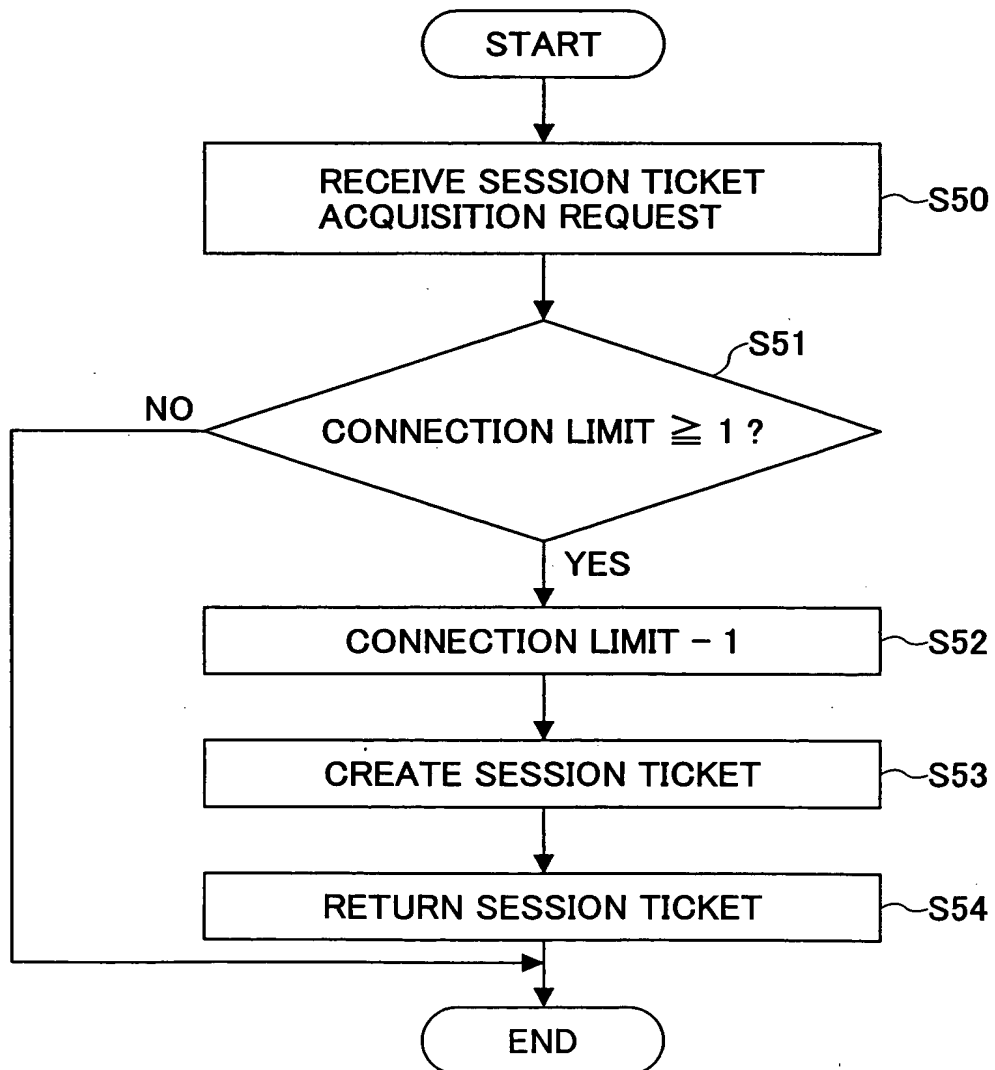 START
RECEIVE SESSION TICKET
ACQUISITION REQUEST
S50
S51
NO
CONNECTION LIMIT ≧ 1 ?
YES
CONNECTION LIMIT − 1
S52
CREATE SESSION TICKET
S53
RETURN SESSION TICKET
S54
END